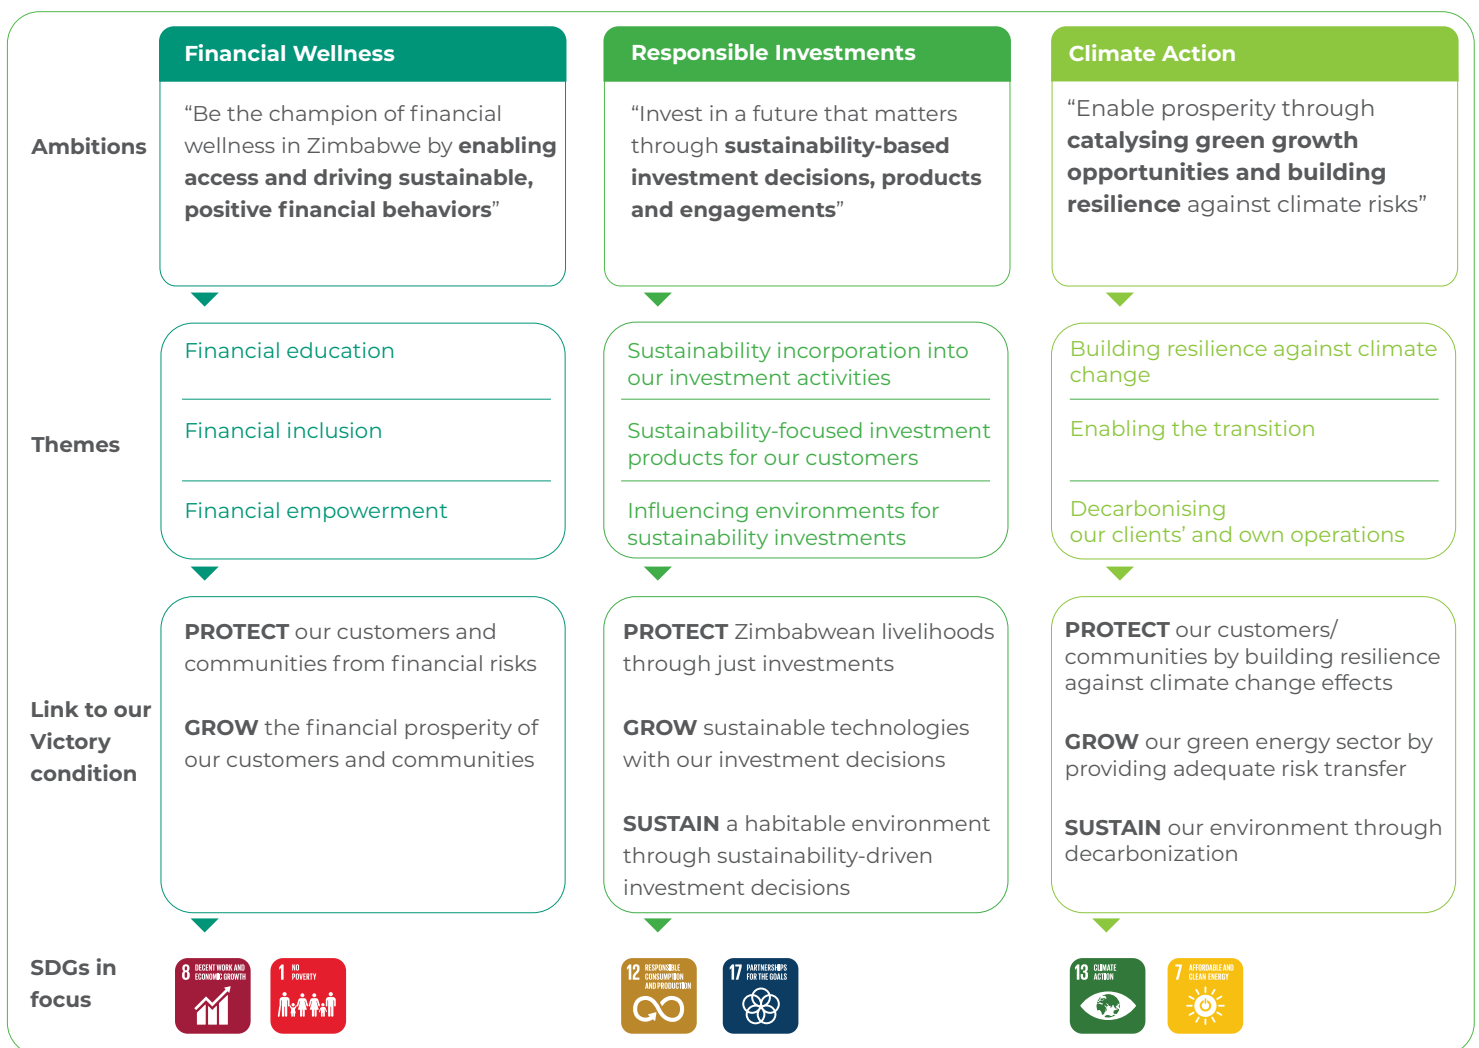 Financial Wellness
Responsible Investments
Climate Action
Ambitions
“Be the champion of financial
wellness in Zimbabwe by enabling
access and driving sustainable,
positive financial behaviors”
“Invest in a future that matters
through sustainability-based
investment decisions, products
and engagements”
“Enable prosperity through
catalysing green growth
opportunities and building
resilience against climate risks”
Themes
Financial education
Financial inclusion
Financial empowerment
Sustainability incorporation into
our investment activities
Sustainability-focused investment
products for our customers
Influencing environments for
sustainability investments
Building resilience against climate
change
Enabling the transition
Decarbonising
our clients’ and own operations
Link to our
Victory
condition
PROTECT our customers and
communities from financial risks
GROW the financial prosperity of
our customers and communities
PROTECT Zimbabwean livelihoods
through just investments
GROW sustainable technologies
with our investment decisions
SUSTAIN a habitable environment
through sustainability-driven
investment decisions
PROTECT our customers/
communities by building resilience
against climate change effects
GROW our green energy sector by
providing adequate risk transfer
SUSTAIN our environment through
decarbonization
SDGs in
focus
8 DECENT WORK AND
ECONOMIC GROWTH
1 NO
POVERTY
12 RESPONSIBLE
CONSUMPTION
AND PRODUCTION
17 PARTNERSHIPS
FOR THE GOALS
13 CLIMATE
ACTION
7 AFFORDABLE AND
CLEAN ENERGY